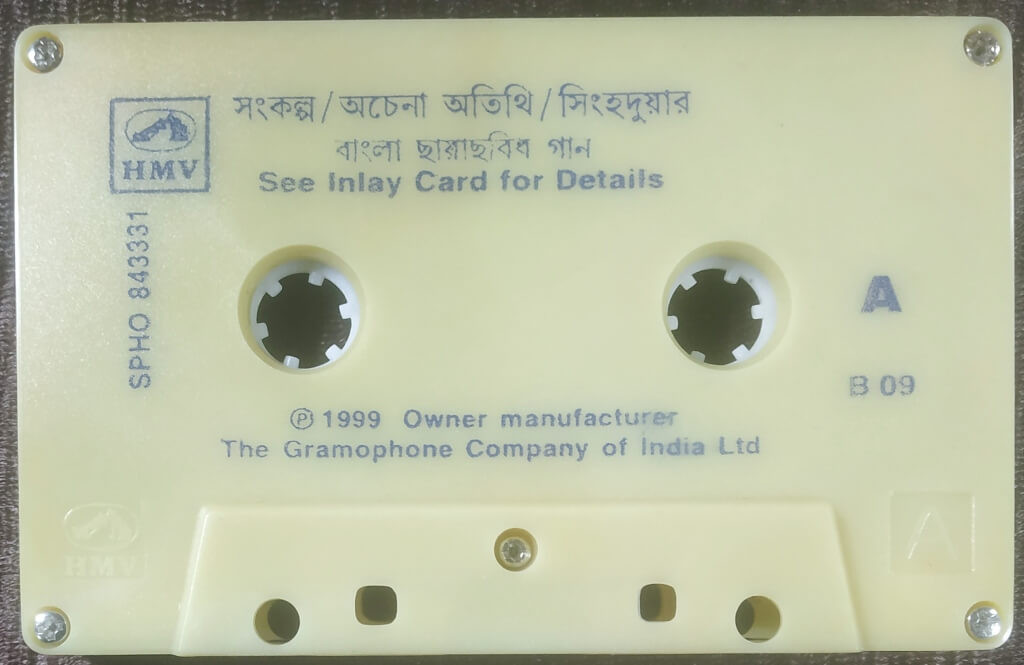 সংকল্প/অচেনা অতিথি/সিংহদুয়ার
বাংলা ছায়াছবির গান
See Inlay Card for Details
HMV
SPHO 843331
A
B 09
Ⓟ 1999 Owner manufacturer
The Gramophone Company of India Ltd
HMV
A